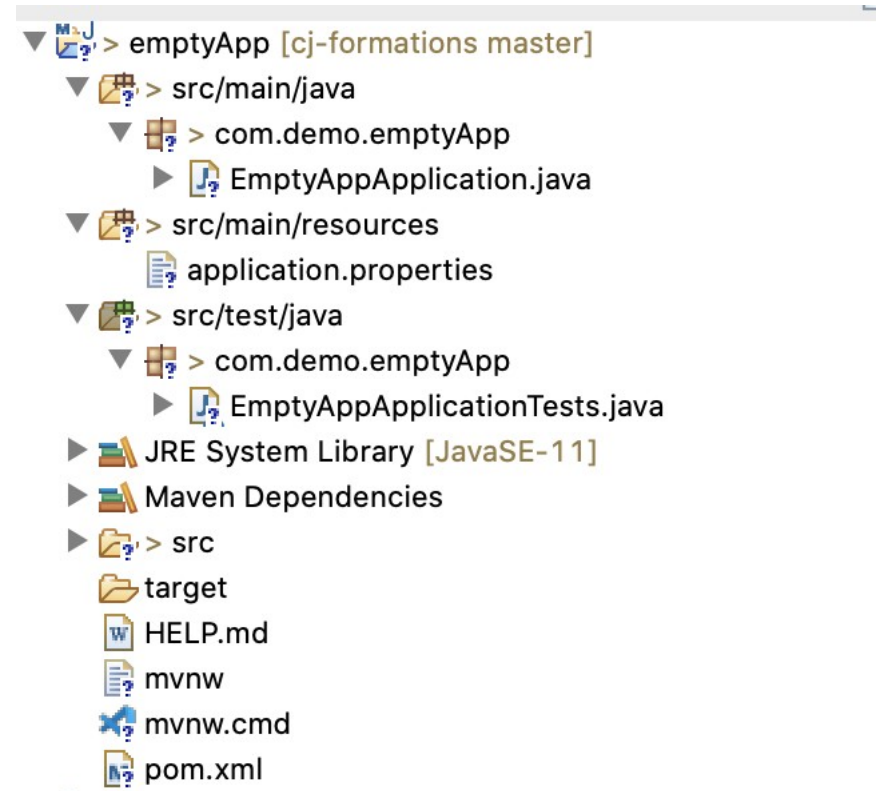 > emptyApp [cj-formations master]
> src/main/java
> com.demo.emptyApp
EmptyAppApplication.java
> src/main/resources
application.properties
> src/test/java
> com.demo.emptyApp
EmptyAppApplicationTests.java
JRE System Library [JavaSE-11]
Maven Dependencies
> src
target
HELP.md
mvnw
mvnw.cmd
pom.xml